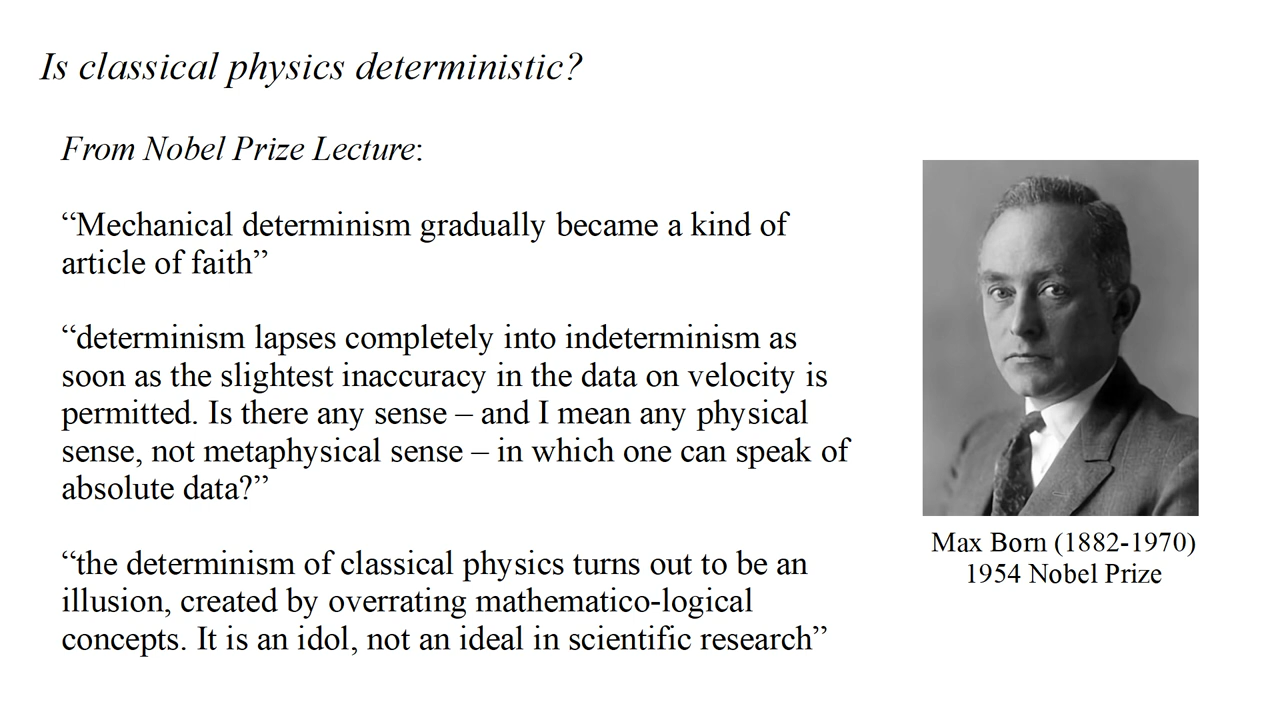 Is classical physics deterministic?
From Nobel Prize Lecture:
“Mechanical determinism gradually became a kind of
article of faith”
“determinism lapses completely into indeterminism as
soon as the slightest inaccuracy in the data on velocity is
permitted. Is there any sense – and I mean any physical
sense, not metaphysical sense – in which one can speak of
absolute data?”
“the determinism of classical physics turns out to be an
illusion, created by overrating mathematico-logical
concepts. It is an idol, not an ideal in scientific research”
Max Born (1882-1970)
1954 Nobel Prize